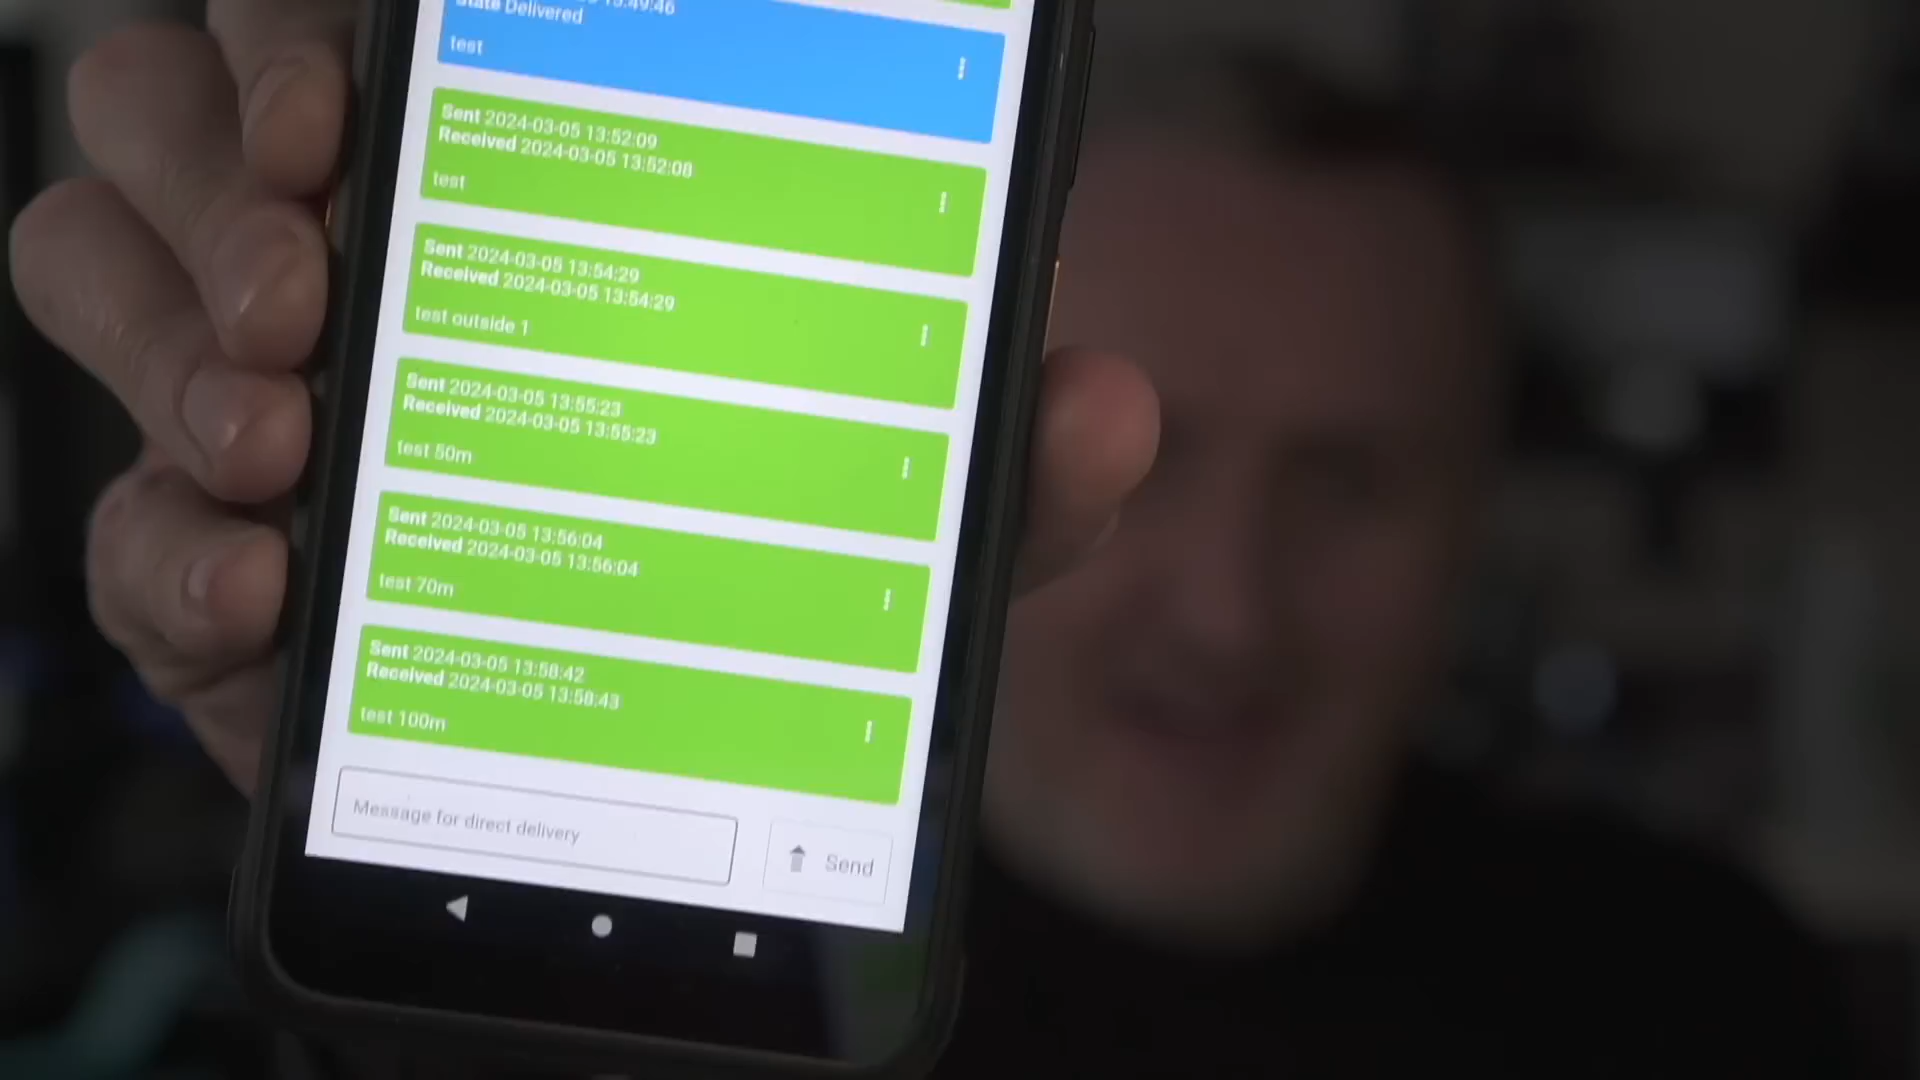 13:49:46
State Delivered
test
Sent 2024-03-05 13:52:09
Received 2024-03-05 13:52:08
test
Sent 2024-03-05 13:54:29
Received 2024-03-05 13:54:29
test outside 1
Sent 2024-03-05 13:55:23
Received 2024-03-05 13:55:23
test 50m
Sent 2024-03-05 13:56:04
Received 2024-03-05 13:56:04
test 70m
Sent 2024-03-05 13:58:42
Received 2024-03-05 13:58:43
test 100m
Message for direct delivery
Send